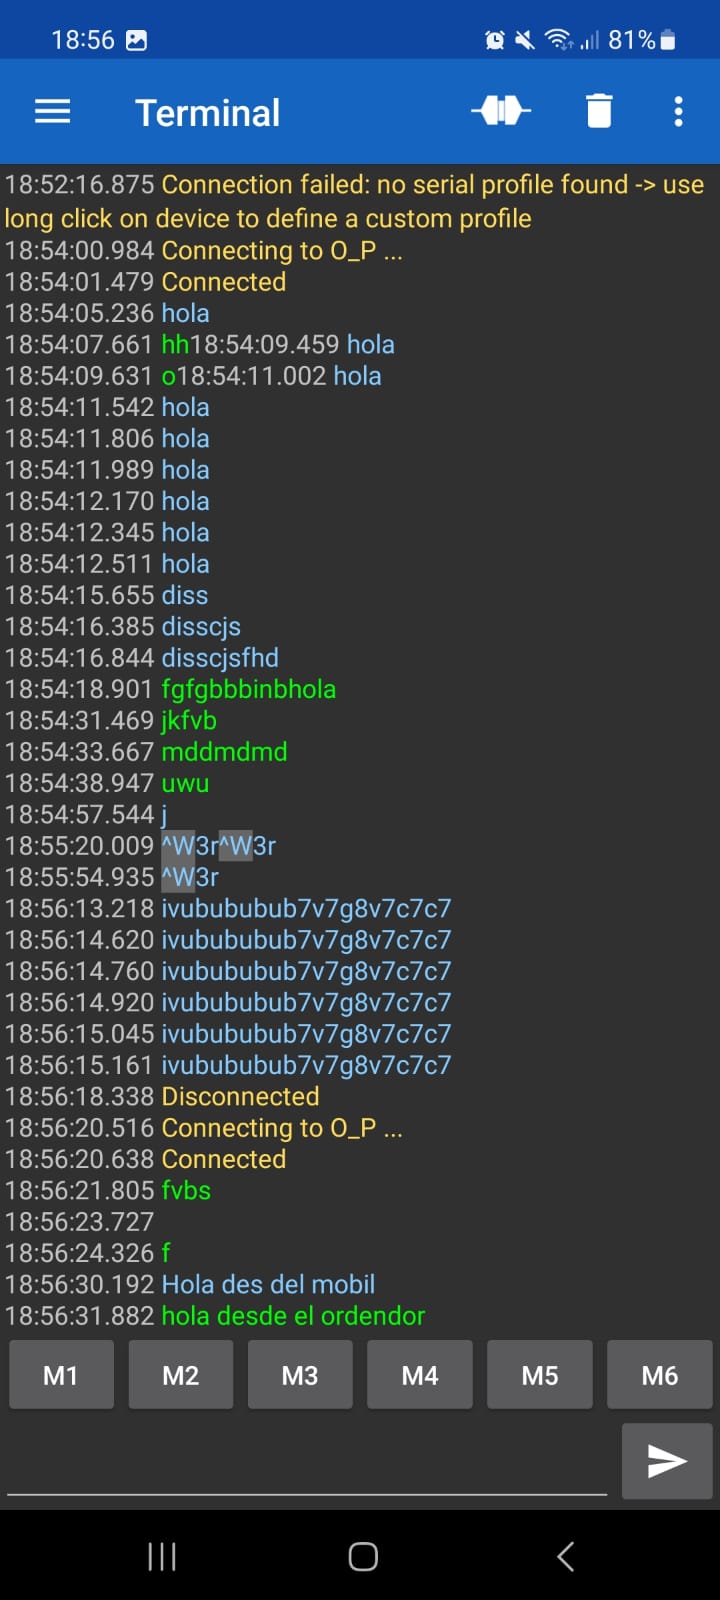 18:56 81%
Terminal
18:52:16.875 Connection failed: no serial profile found -> use
long click on device to define a custom profile
18:54:00.984 Connecting to O_P ...
18:54:01.479 Connected
18:54:05.236 hola
18:54:07.661 hh18:54:09.459 hola
18:54:09.631 o18:54:11.002 hola
18:54:11.542 hola
18:54:11.806 hola
18:54:11.989 hola
18:54:12.170 hola
18:54:12.345 hola
18:54:12.511 hola
18:54:15.655 diss
18:54:16.385 disscjs
18:54:16.844 disscjsfhd
18:54:18.901 fgfgbbbinbhola
18:54:31.469 jkfvb
18:54:33.667 mddmdmd
18:54:38.947 uwu
18:54:57.544 j
18:55:20.009 ^W3r^W3r
18:55:54.935 ^W3r
18:56:13.218 ivubububub7v7g8v7c7c7
18:56:14.620 ivubububub7v7g8v7c7c7
18:56:14.760 ivubububub7v7g8v7c7c7
18:56:14.920 ivubububub7v7g8v7c7c7
18:56:15.045 ivubububub7v7g8v7c7c7
18:56:15.161 ivubububub7v7g8v7c7c7
18:56:18.338 Disconnected
18:56:20.516 Connecting to O_P ...
18:56:20.638 Connected
18:56:21.805 fvbs
18:56:23.727
18:56:24.326 f
18:56:30.192 Hola des del mobil
18:56:31.882 hola desde el ordendor
M1 M2 M3 M4 M5 M6